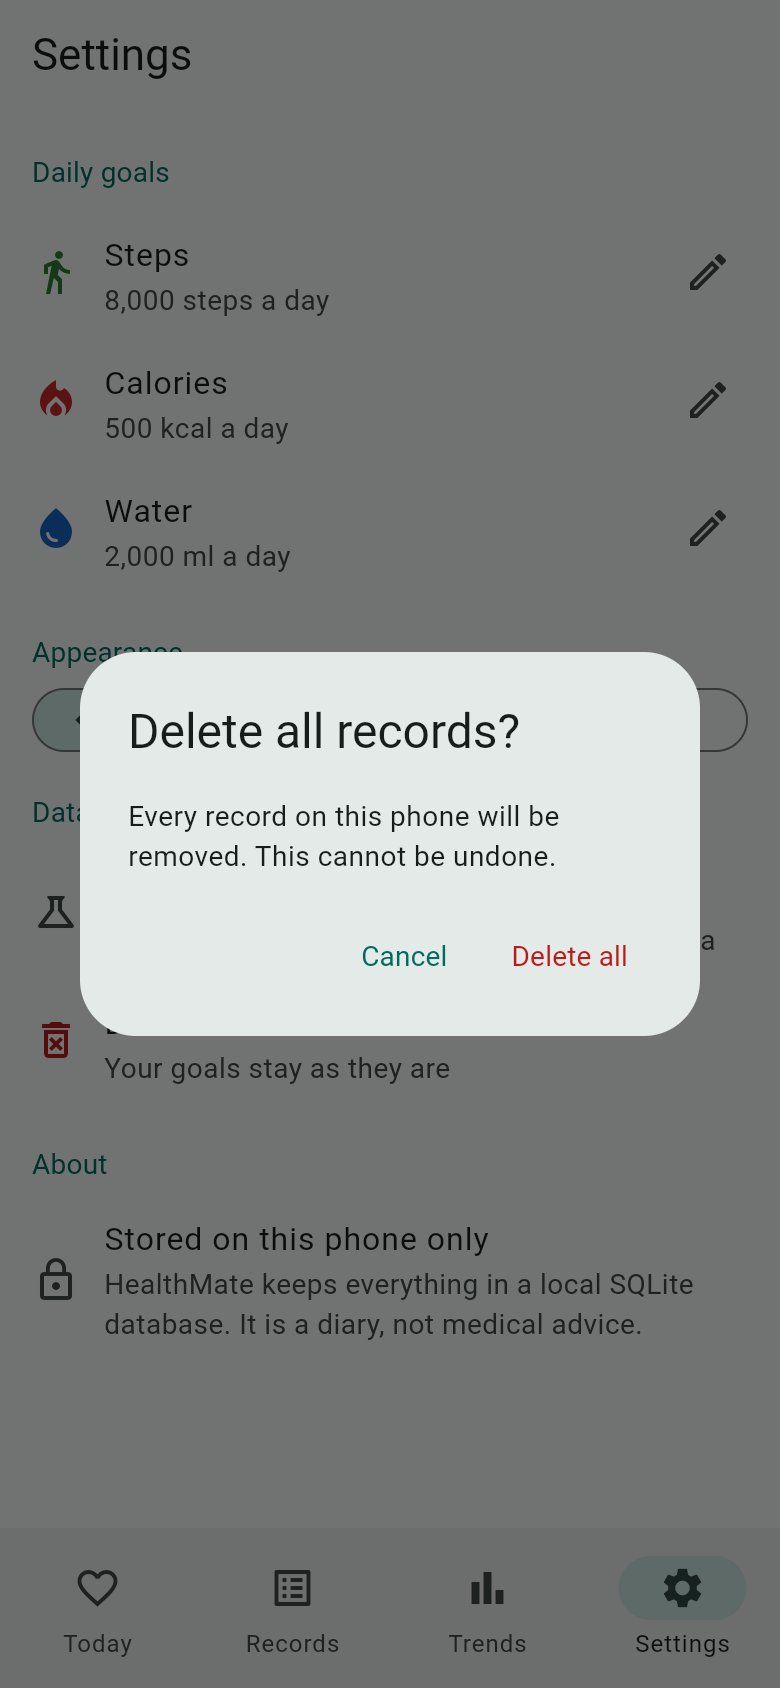 Settings
Daily goals
Steps
8,000 steps a day
Calories
500 kcal a day
Water
2,000 ml a day
Appearance
Delete all records?
Every record on this phone will be
removed. This cannot be undone.
Cancel
Delete all
Data
a
Your goals stay as they are
About
Stored on this phone only
HealthMate keeps everything in a local SQLite
database. It is a diary, not medical advice.
Today
Records
Trends
Settings